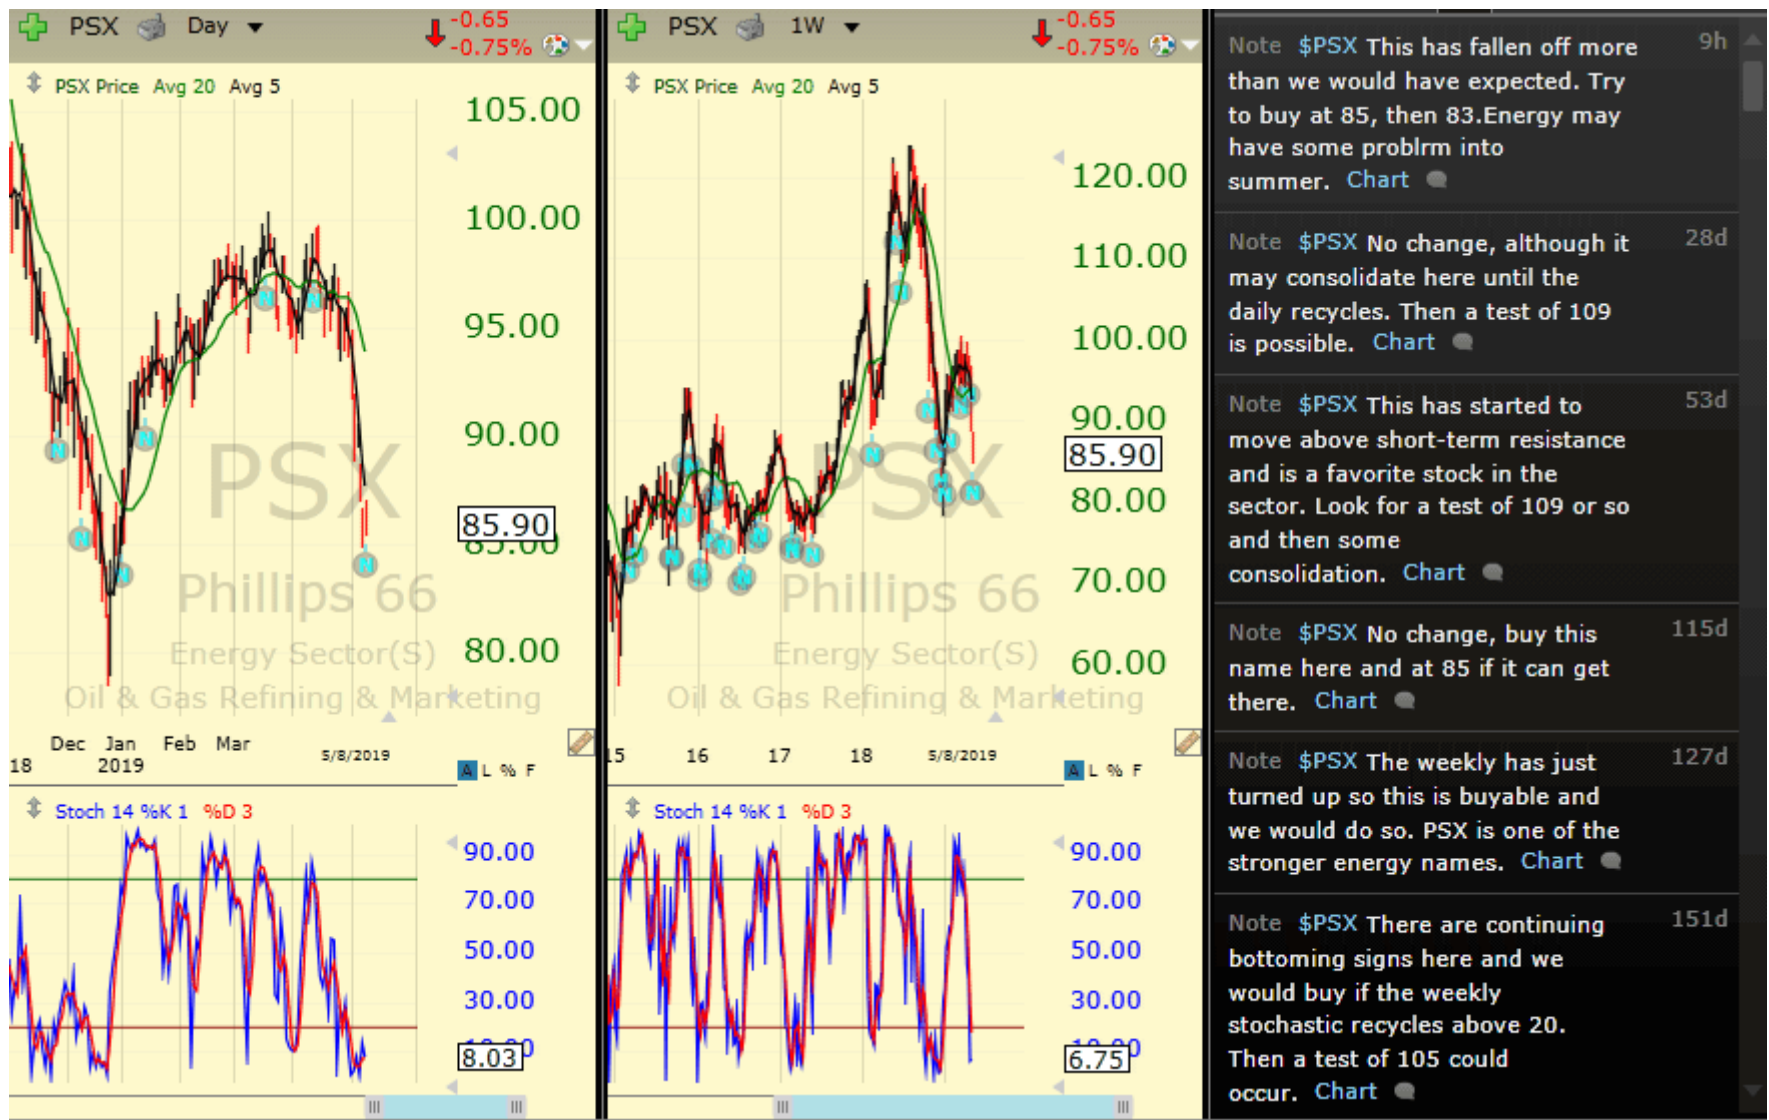 PSX Day -0.65
-0.75%
PSX Price Avg 20 Avg 5
105.00
100.00
95.00
90.00
85.90
85.00
80.00
PSX
Phillips 66
Energy Sector(S)
Oil & Gas Refining & Marketing
Dec Jan Feb Mar 5/8/2019
18 2019
A L % F
Stoch 14 %K 1 %D 3
90.00
70.00
50.00
30.00
10.00
8.03
PSX 1W -0.65
-0.75%
PSX Price Avg 20 Avg 5
120.00
110.00
100.00
90.00
85.90
80.00
70.00
60.00
PSX
Phillips 66
Energy Sector(S)
Oil & Gas Refining & Marketing
15 16 17 18 5/8/2019
A L % F
Stoch 14 %K 1 %D 3
90.00
70.00
50.00
30.00
6.75
Note $PSX This has fallen off more 9h
than we would have expected. Try
to buy at 85, then 83.Energy may
have some problrm into
summer. Chart
Note $PSX No change, although it 28d
may consolidate here until the
daily recycles. Then a test of 109
is possible. Chart
Note $PSX This has started to 53d
move above short-term resistance
and is a favorite stock in the
sector. Look for a test of 109 or so
and then some
consolidation. Chart
Note $PSX No change, buy this 115d
name here and at 85 if it can get
there. Chart
Note $PSX The weekly has just 127d
turned up so this is buyable and
we would do so. PSX is one of the
stronger energy names. Chart
Note $PSX There are continuing 151d
bottoming signs here and we
would buy if the weekly
stochastic recycles above 20.
Then a test of 105 could
occur. Chart